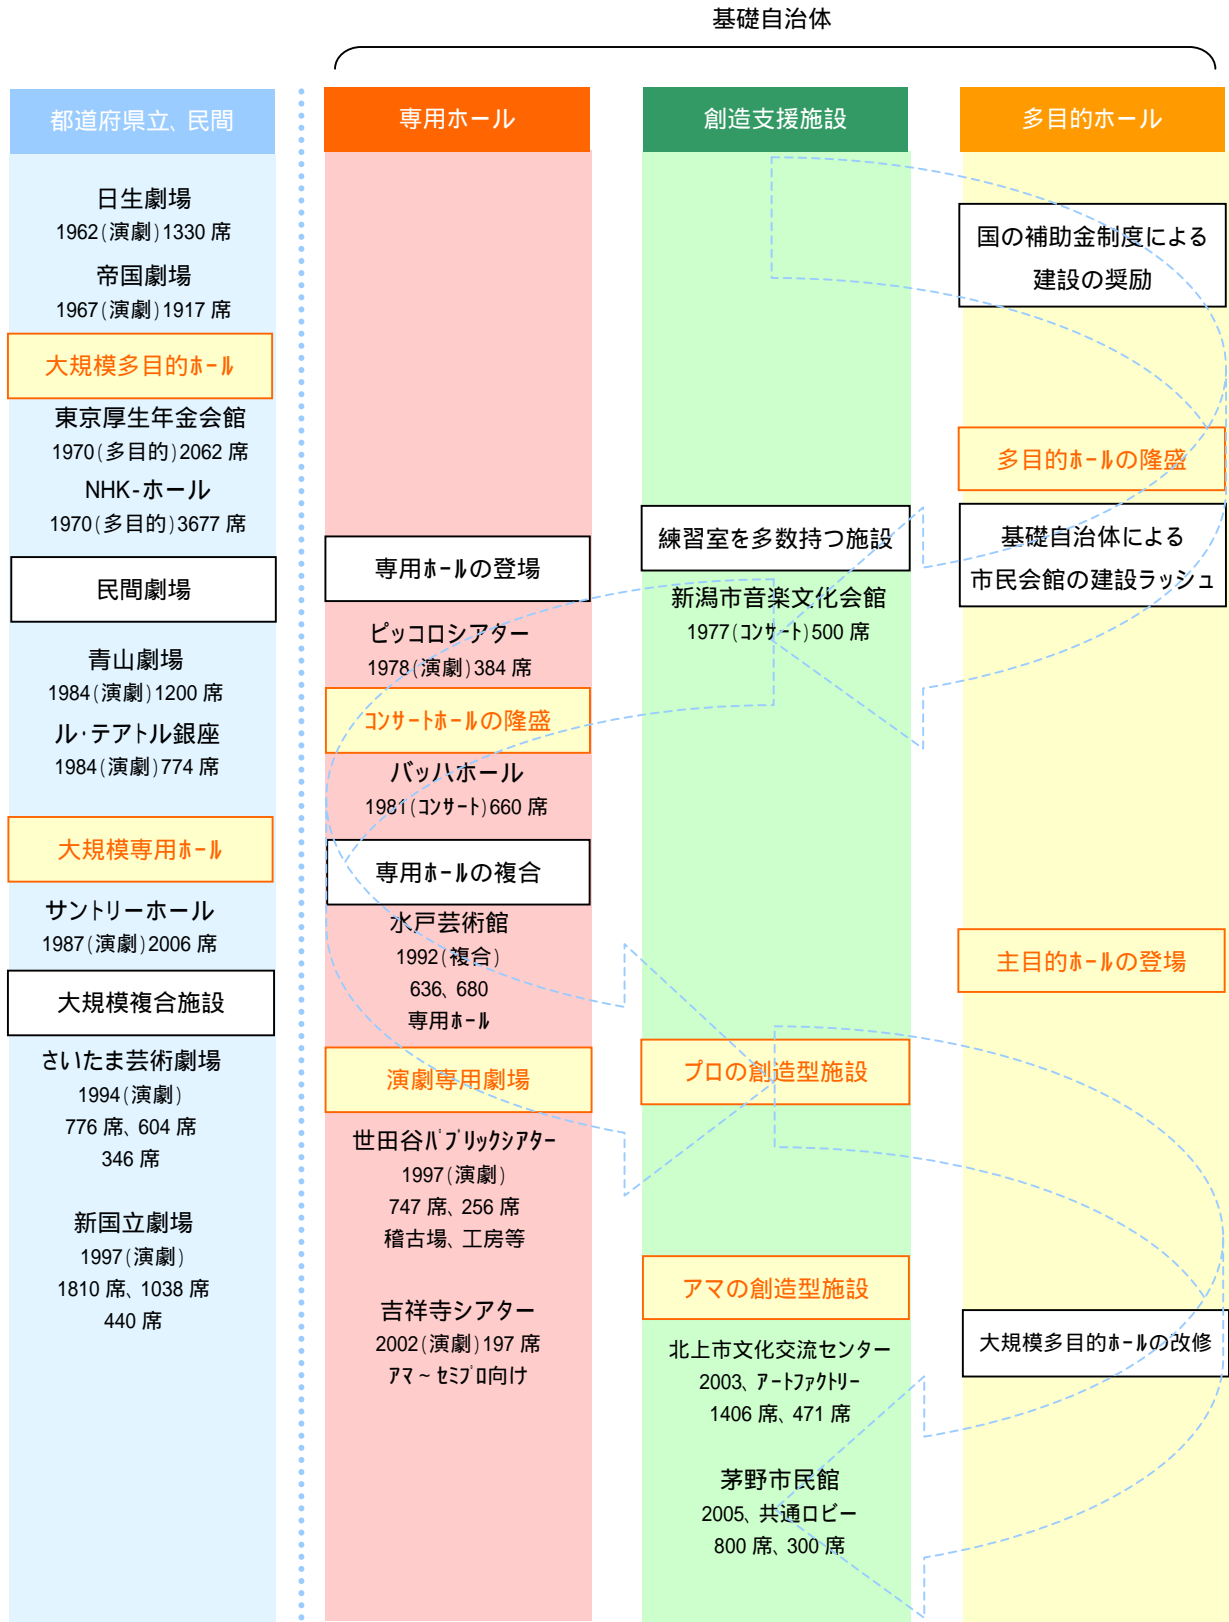 基礎自治体
都道府県立、民間
日生劇場
1962(演劇)1330 席
帝国劇場
1967(演劇)1917 席
大規模多目的ホール
東京厚生年金会館
1970(多目的)2062 席
NHK-ホール
1970(多目的)3677 席
民間劇場
青山劇場
1984(演劇)1200 席
ル・テアトル銀座
1984(演劇)774 席
大規模専用ホール
サントリーホール
1987(演劇)2006 席
大規模複合施設
さいたま芸術劇場
1994(演劇)
776 席、604 席
346 席
新国立劇場
1997(演劇)
1810 席、1038 席
440 席
専用ホール
専用ホールの登場
ピッコロシアター
1978(演劇)384 席
コンサートホールの隆盛
バッハホール
1981(コンサート)660 席
専用ホールの複合
水戸芸術館
1992(複合)
636、680
専用ホール
演劇専用劇場
世田谷パブリックシアター
1997(演劇)
747 席、256 席
稽古場、工房等
吉祥寺シアター
2002(演劇)197 席
アマ~セミプロ向け
創造支援施設
練習室を多数持つ施設
新潟市音楽文化会館
1977(コンサート)500 席
プロの創造型施設
アマの創造型施設
北上市文化交流センター
2003、アートファクトリー
1406 席、471 席
茅野市民館
2005、共通ロビー
800 席、300 席
多目的ホール
国の補助金制度による
建設の奨励
多目的ホールの隆盛
基礎自治体による
市民会館の建設ラッシュ
主目的ホールの登場
大規模多目的ホールの改修